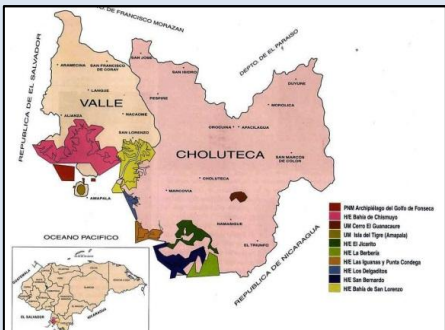 DEPTO. DE FRANCISCO MORAZAN
DEPTO. DE EL PARAISO
REPUBLICA DE EL SALVADOR
SAN JOSE
ARAMECINA
SAN FRANCISCO DE CORAY
SAN ISIDRO
LANGUE
PESPIRE
DUYURE
VALLE
MOROLICA
ALIANZA
NACAOME
OROCUINA
APACILAGUA
SAN LORENZO
CHOLUTECA
SAN MARCOS
DE COLON
CHOLUTECA
MARCOVIA
AMAPALA
NAMASIGUE
OCEANO PACIFICO
EL TRIUNFO
REPUBLICA DE NICARAGUA
PNM Archipiélago del Golfo de Fonseca
H/E Bahía de Chismuyo
UM Cerro El Guanacaure
UM Isla del Tigre (Amapala)
H/E El Jicarito
H/E La Berbería
H/E Las Iguanas y Punta Condega
H/E Los Delgaditos
H/E San Bernardo
H/E Bahía de San Lorenzo
GUATEMALA
EL SALVADOR
NICARAGUA